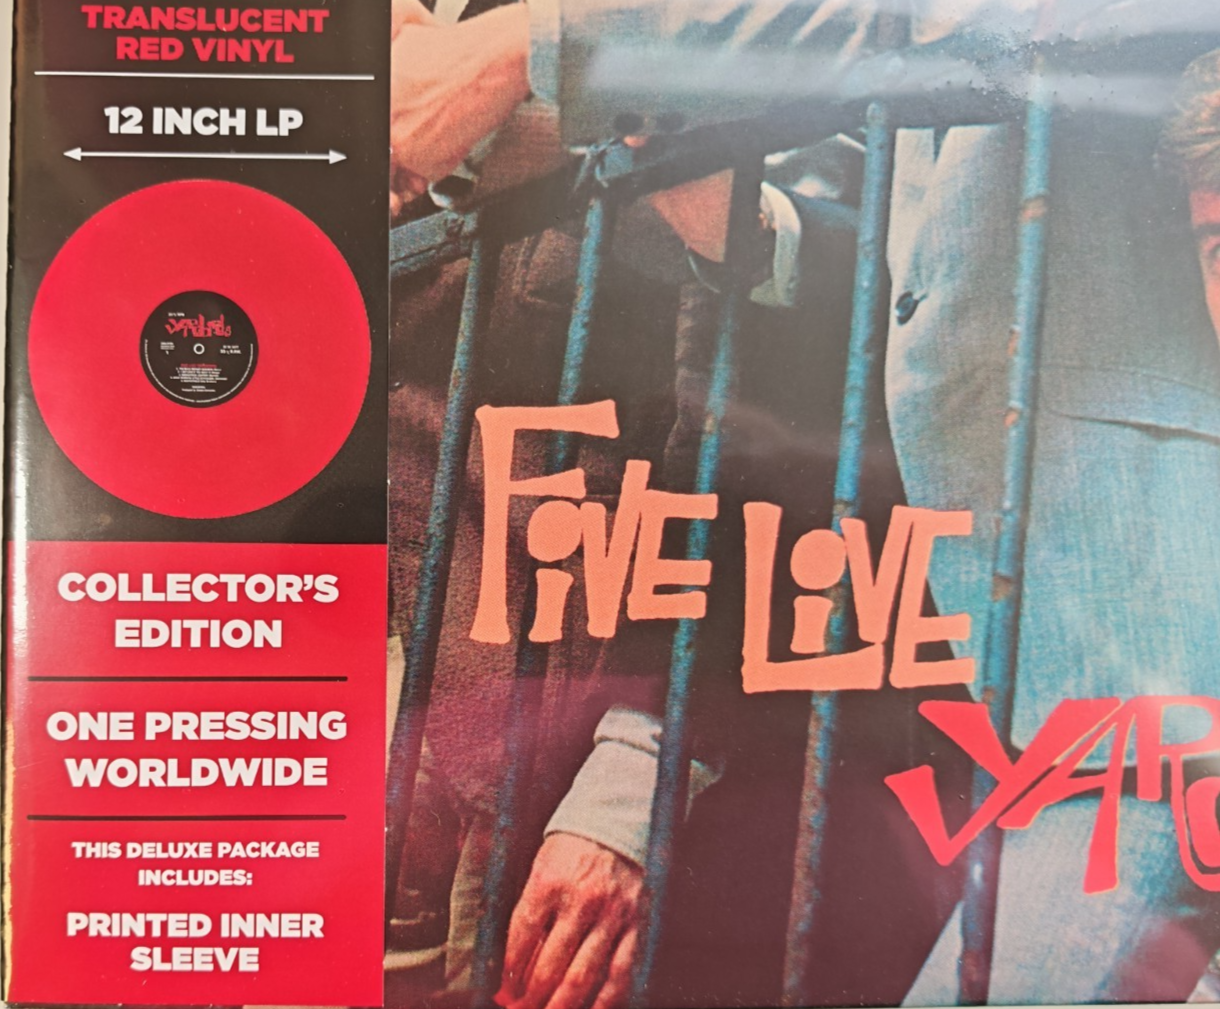 TRANSLUCENT
RED VINYL
12 INCH LP
COLLECTOR'S
EDITION
ONE PRESSING
WORLDWIDE
THIS DELUXE PACKAGE
INCLUDES:
PRINTED INNER
SLEEVE
FiVE LiVE
YARD